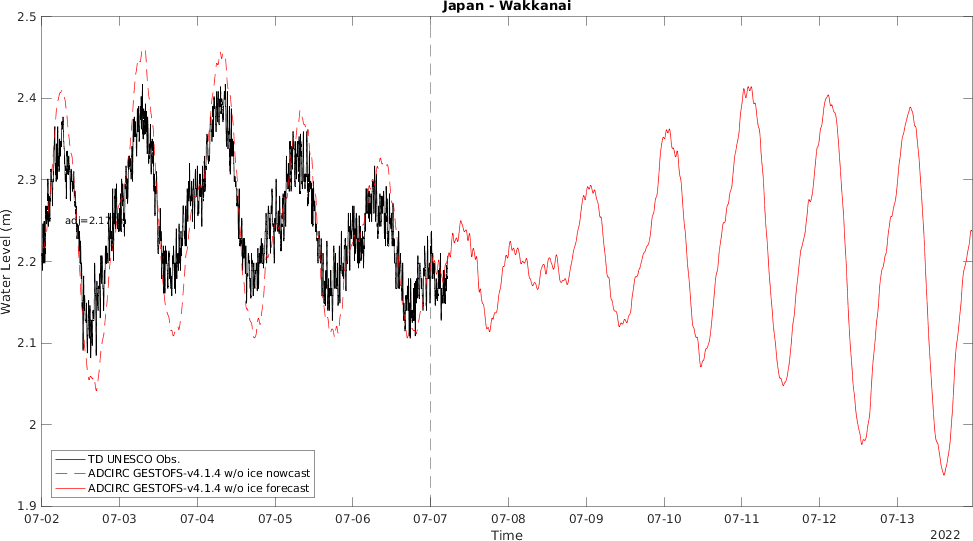 Japan - Wakkanai
2.5
2.4
2.3
2.2
2.1
2
1.9
Water Level (m)
adj=2.17
TD UNESCO Obs.
ADCIRC GESTOFS-v4.1.4 w/o ice nowcast
ADCIRC GESTOFS-v4.1.4 w/o ice forecast
07-02 07-03 07-04 07-05 07-06 07-07 07-08 07-09 07-10 07-11 07-12 07-13
2022
Time